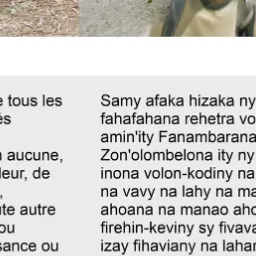 e tous les
és
n aucune,
leur, de
,
ute autre
ou
sance ou
Samy afaka hizaka ny
fahafahana rehetra vo
amin'ity Fanambarana
Zon'olombelona ity ny
inona volon-kodiny na
na vavy na lahy na ma
ahoana na manao aho
firehin-keviny sy fivava
izay fihaviany na lahar